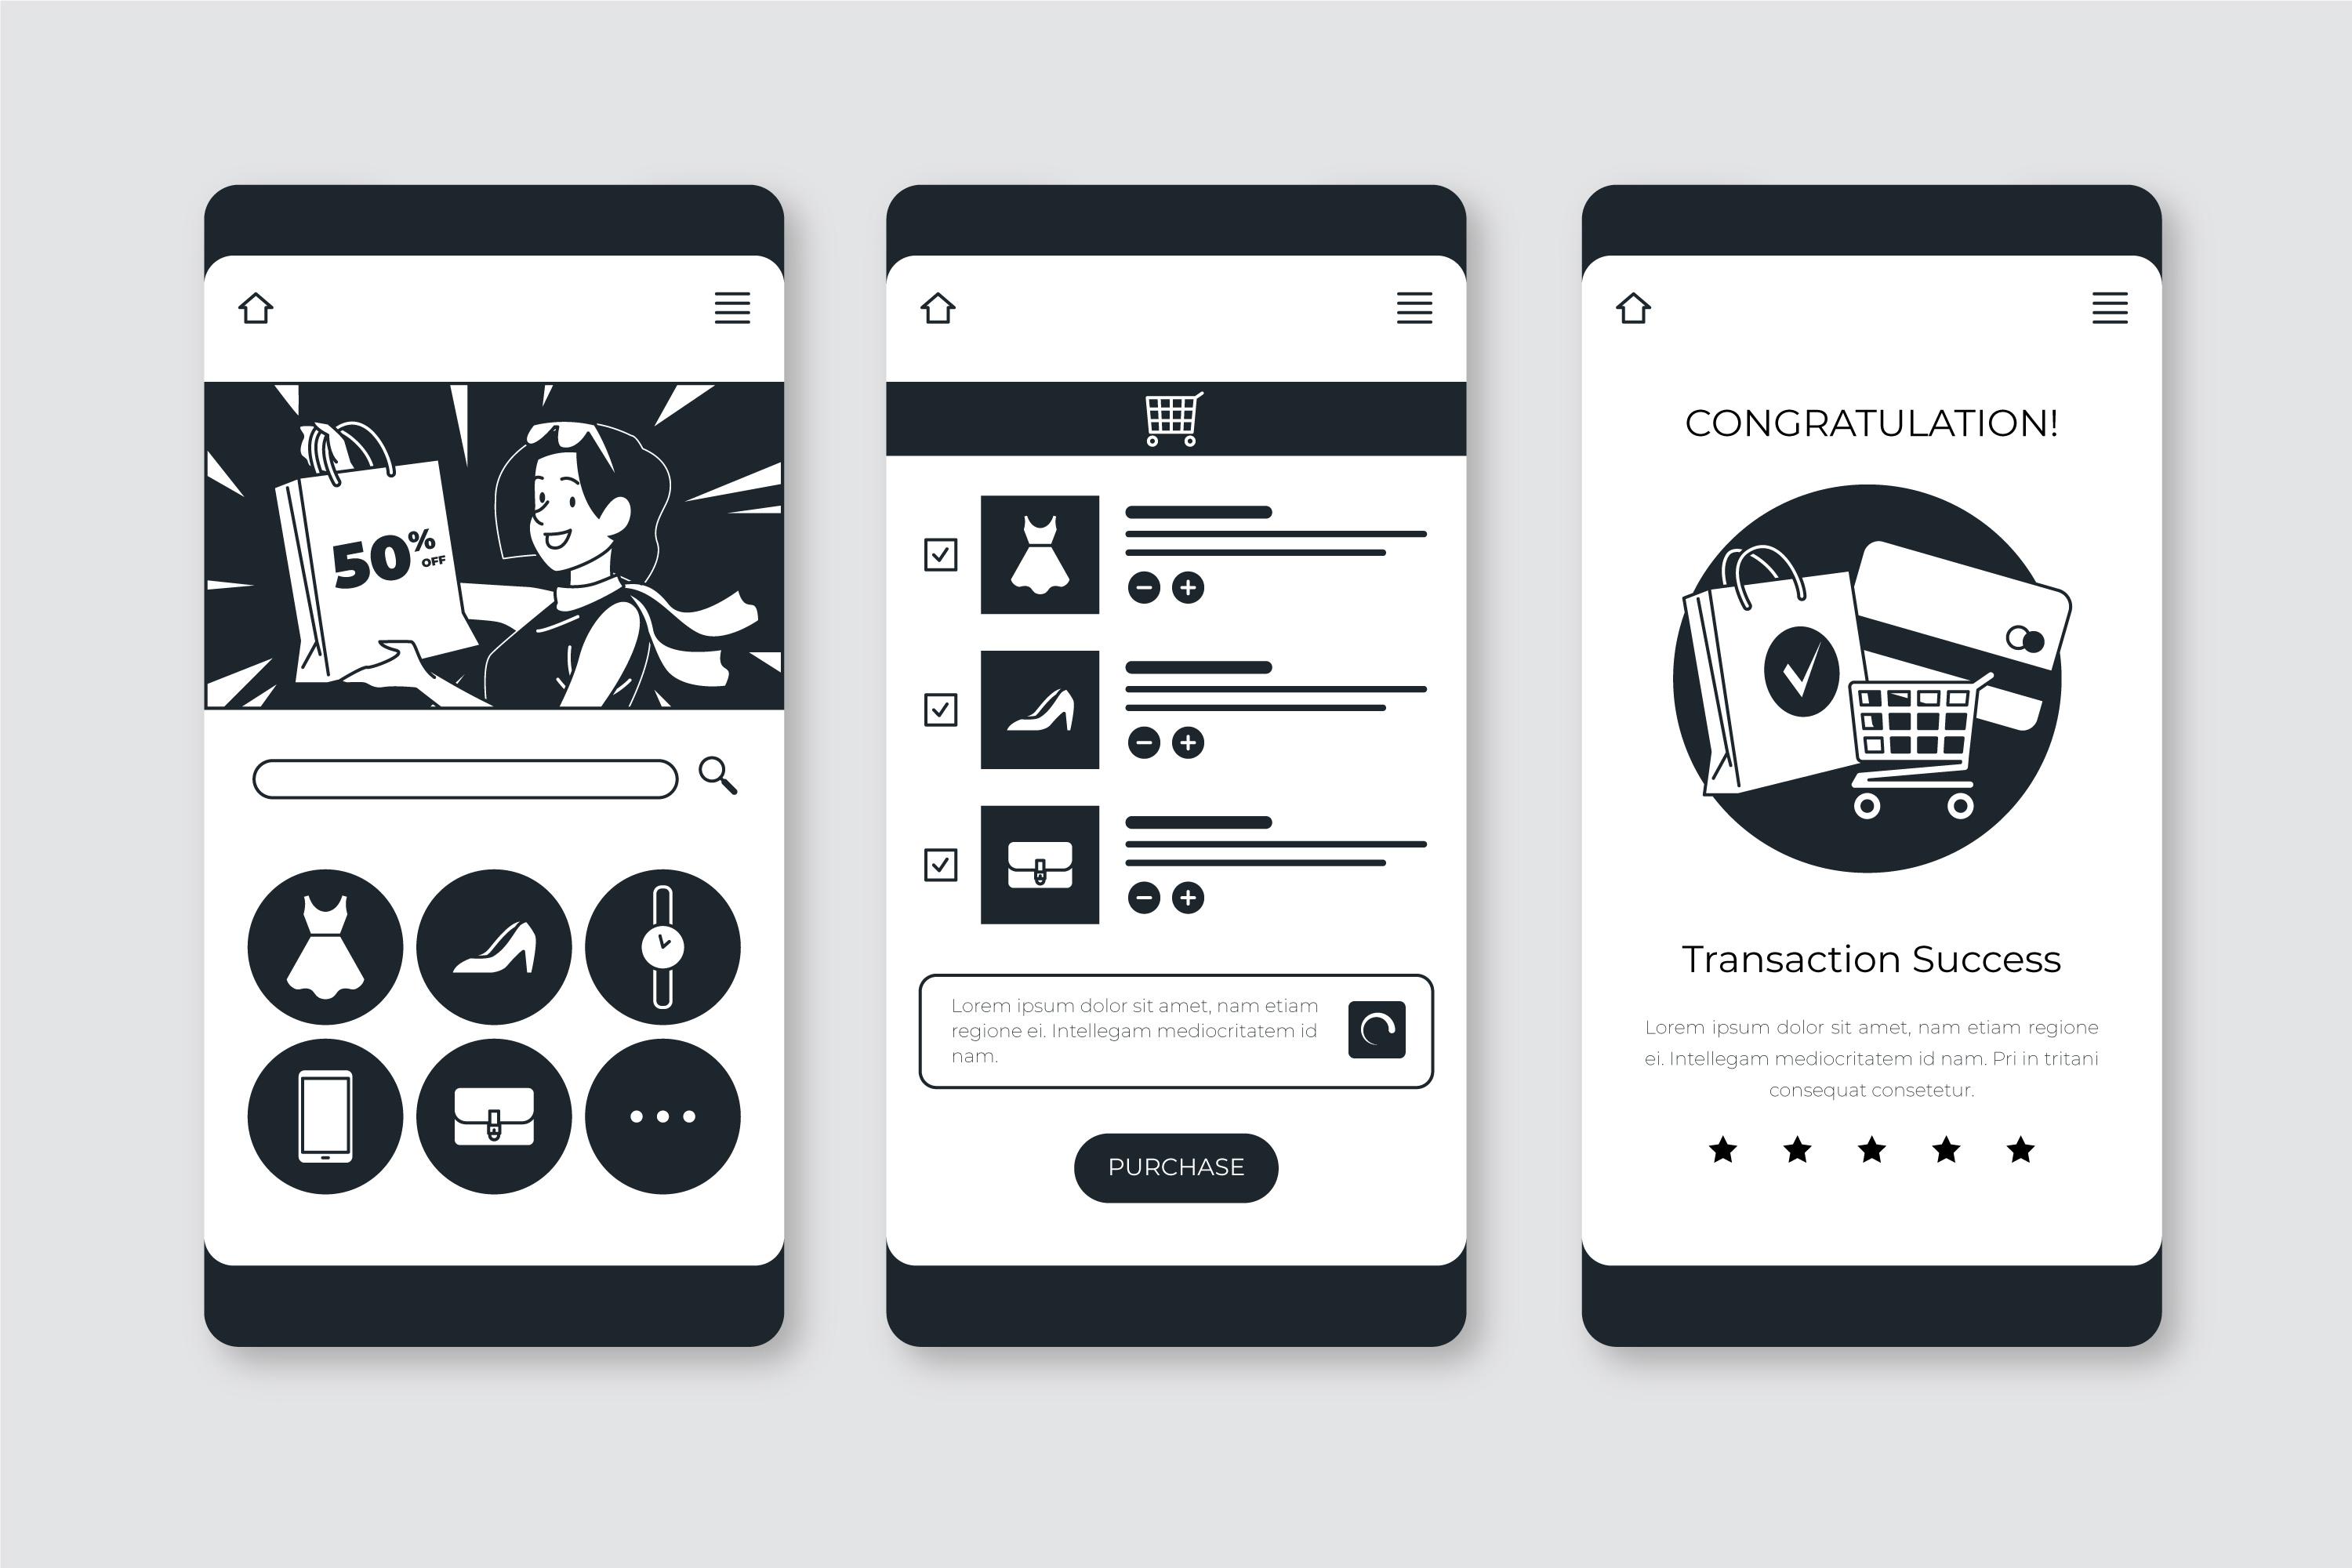 50%
OFF
Lorem ipsum dolor sit amet, nam etiam
regione ei. Intellegam mediocritatem id
nam.
PURCHASE
CONGRATULATION!
Transaction Success
Lorem ipsum dolor sit amet, nam etiam regione
ei. Intellegam mediocritatem id nam. Pri in tritani
consequat consetetur.